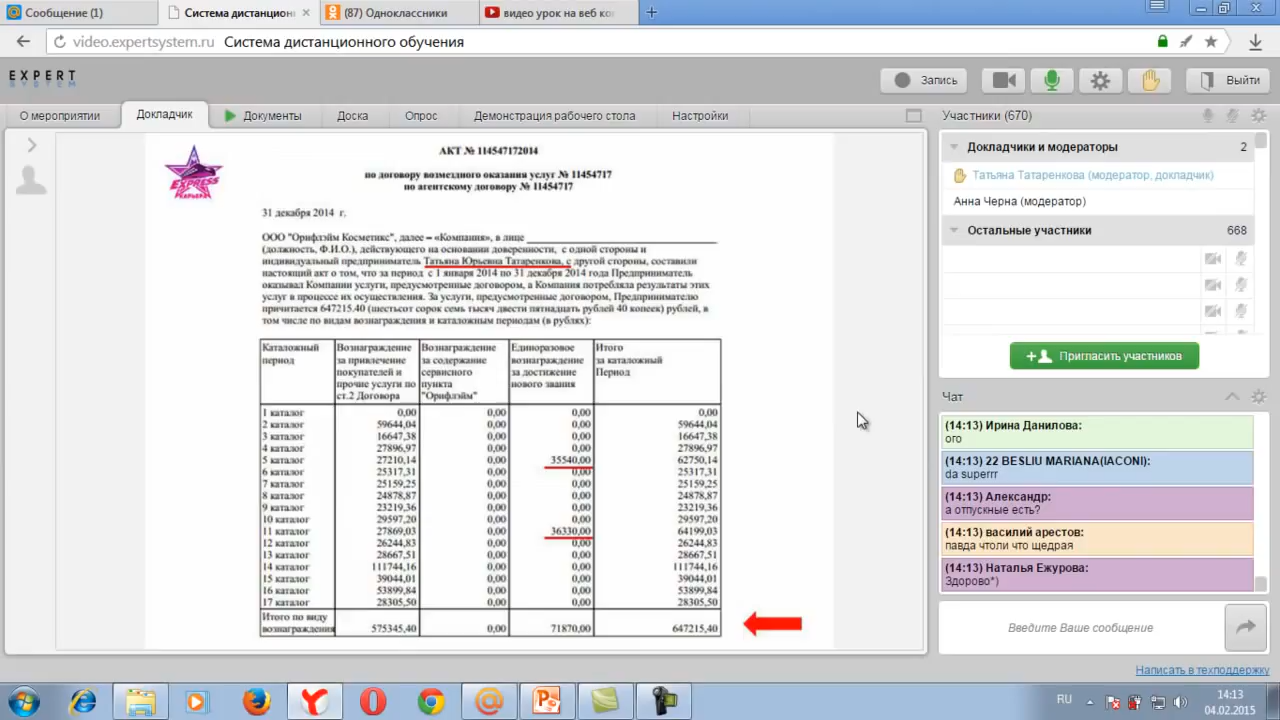 Сообщение (1)
Система дистанционн
(87) Одноклассники
видео урок на веб ко
video.expertsystem.ru Система дистанционного обучения
EXPERT
SYSTEM
Запись
Выйти
О мероприятии
Докладчик
Документы
Доска
Опрос
Демонстрация рабочего стола
Настройки
EXPRESS
КАРЬЕРА
АКТ № 114547172014
по договору возмездного оказания услуг № 11454717
по агентскому договору № 11454717
31 декабря 2014 г.
ООО "Орифлэйм Косметикс", далее – «Компания», в лице
(должность, Ф.И.О.), действующего на основании доверенности, с одной стороны и
индивидуальный предприниматель Татьяна Юрьевна Татаренкова, с другой стороны, составили
настоящий акт о том, что за период с 1 января 2014 по 31 декабря 2014 года Предприниматель
оказывал Компании услуги, предусмотренные договором, а Компания потребляла результаты этих
услуг в процессе их осуществления. За услуги, предусмотренные договором, Предпринимателю
причитается 647215.40 (шестьсот сорок семь тысяч двести пятнадцать рублей 40 копеек) рублей, в
том числе по видам вознаграждения и каталожным периодам (в рублях):
Каталожный период
Вознаграждение за привлечение покупателей и прочие услуги по ст.2 Договора
Вознаграждение за содержание сервисного пункта "Орифлэйм"
Единоразовое вознаграждение за достижение нового звания
Итого за каталожный Период
1 каталог 0,00 0,00 0,00 0,00
2 каталог 59644,04 0,00 0,00 59644,04
3 каталог 16647,38 0,00 0,00 16647,38
4 каталог 27896,97 0,00 0,00 27896,97
5 каталог 27210,14 0,00 35540,00 62750,14
6 каталог 25317,31 0,00 0,00 25317,31
7 каталог 25159,25 0,00 0,00 25159,25
8 каталог 24878,87 0,00 0,00 24878,87
9 каталог 23219,36 0,00 0,00 23219,36
10 каталог 29597,20 0,00 0,00 29597,20
11 каталог 27869,03 0,00 36330,00 64199,03
12 каталог 26244,83 0,00 0,00 26244,83
13 каталог 28667,51 0,00 0,00 28667,51
14 каталог 111744,16 0,00 0,00 111744,16
15 каталог 39044,01 0,00 0,00 39044,01
16 каталог 53899,84 0,00 0,00 53899,84
17 каталог 28305,50 0,00 0,00 28305,50
Итого по виду
вознаграждения 575345,40 0,00 71870,00 647215,40
Участники (670)
Докладчики и модераторы 2
Татьяна Татаренкова (модератор, докладчик)
Анна Черна (модератор)
Остальные участники 668
Пригласить участников
Чат
(14:13) Ирина Данилова:
ого
(14:13) 22 BESLIU MARIANA(IACONI):
da superrr
(14:13) Александр:
а отпускные есть?
(14:13) василий арестов:
павда чтоли что щедрая
(14:13) Наталья Ежурова:
Здорово*)
Введите Ваше сообщение
Написать в техподдержку
RU
14:13
04.02.2015